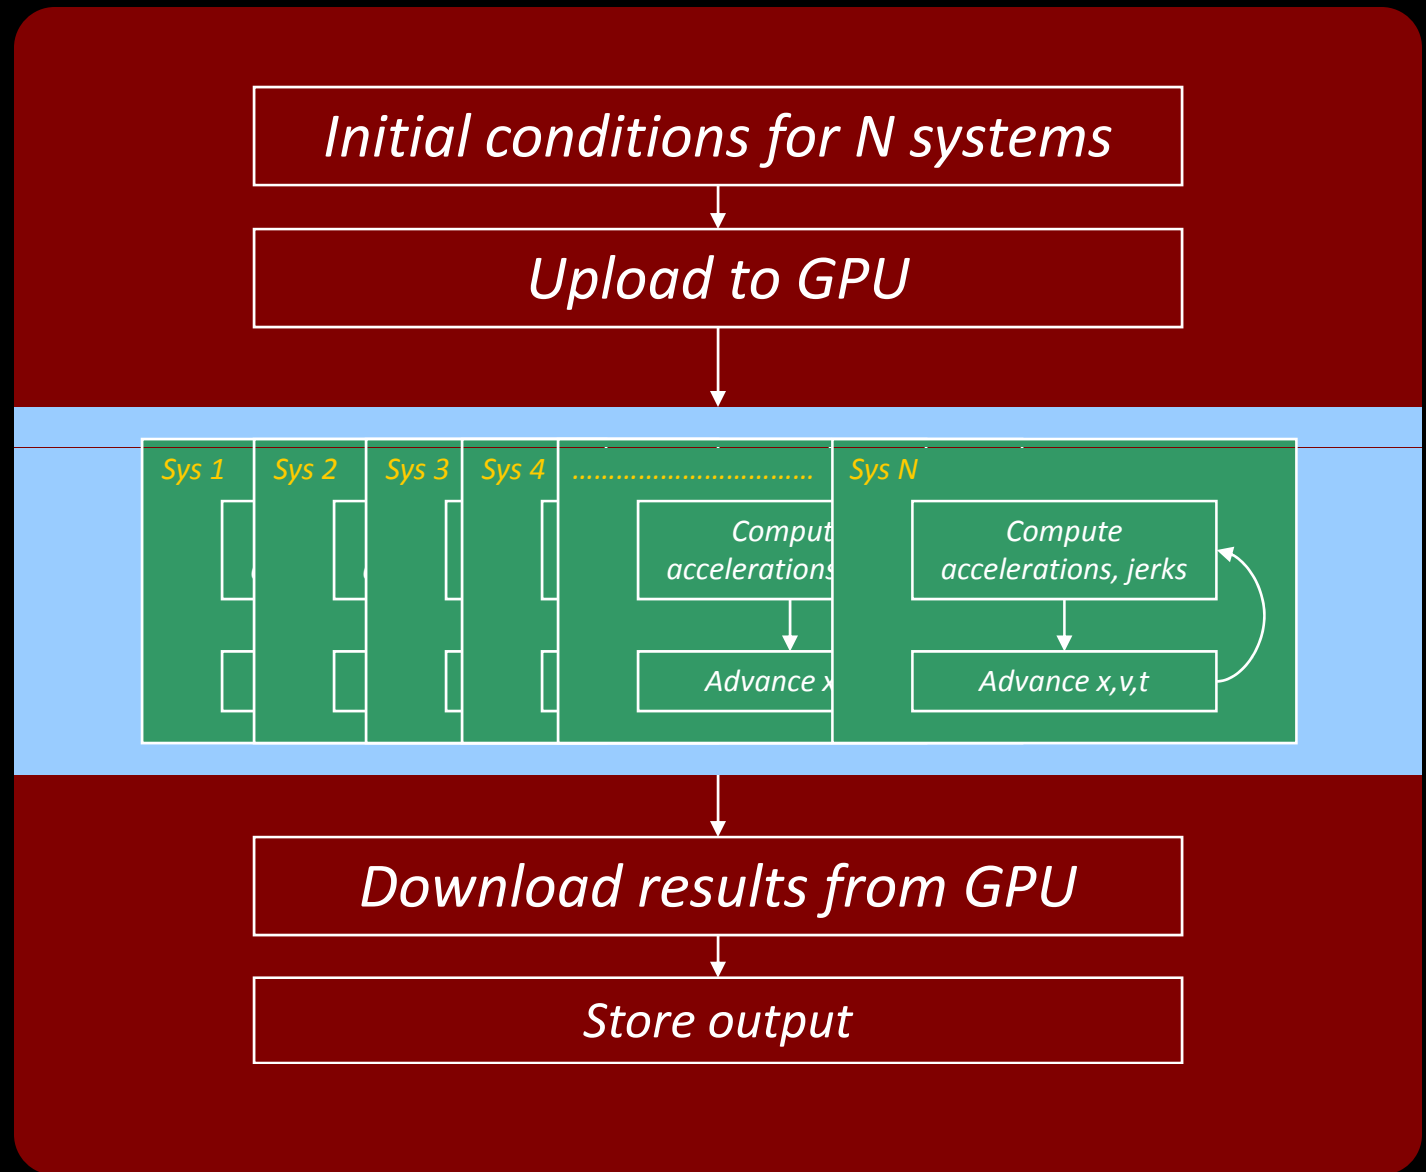 Initial conditions for N systems
Upload to GPU
Sys 1
Sys 2
Sys 3
Sys 4
................................
Sys N
Comput
accelerations
Advance x
Compute
accelerations, jerks
Advance x,v,t
Download results from GPU
Store output